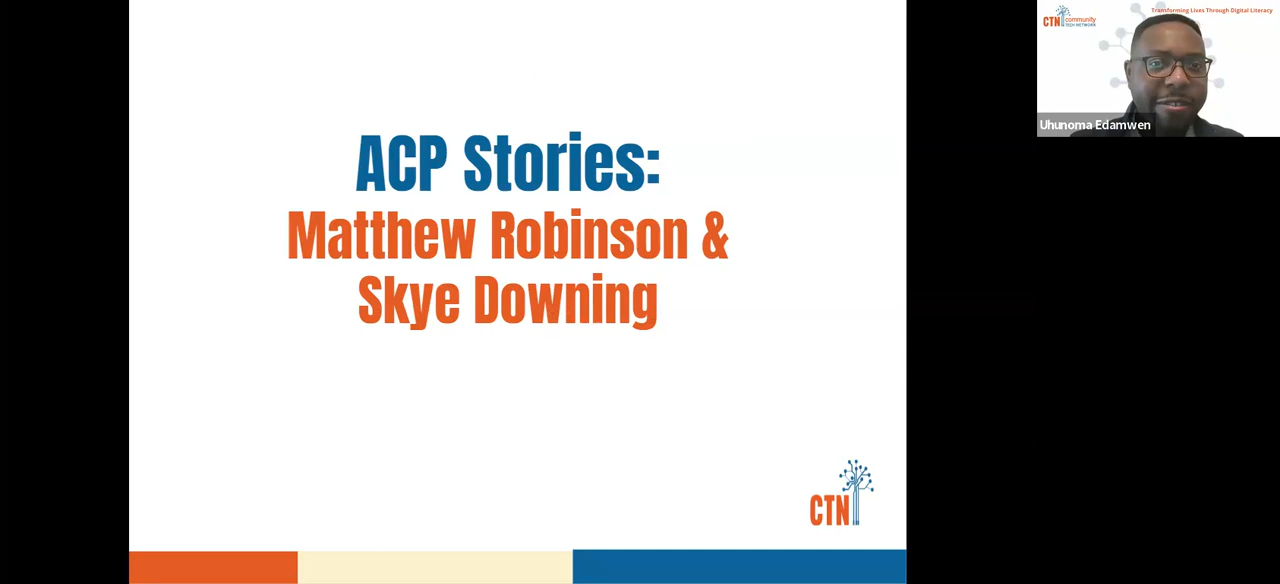 ACP Stories:
Matthew Robinson &
Skye Downing
CTN
CTN community
TECH NETWORK
Transforming Lives Through Digital Literacy
Uhunoma Edamwen